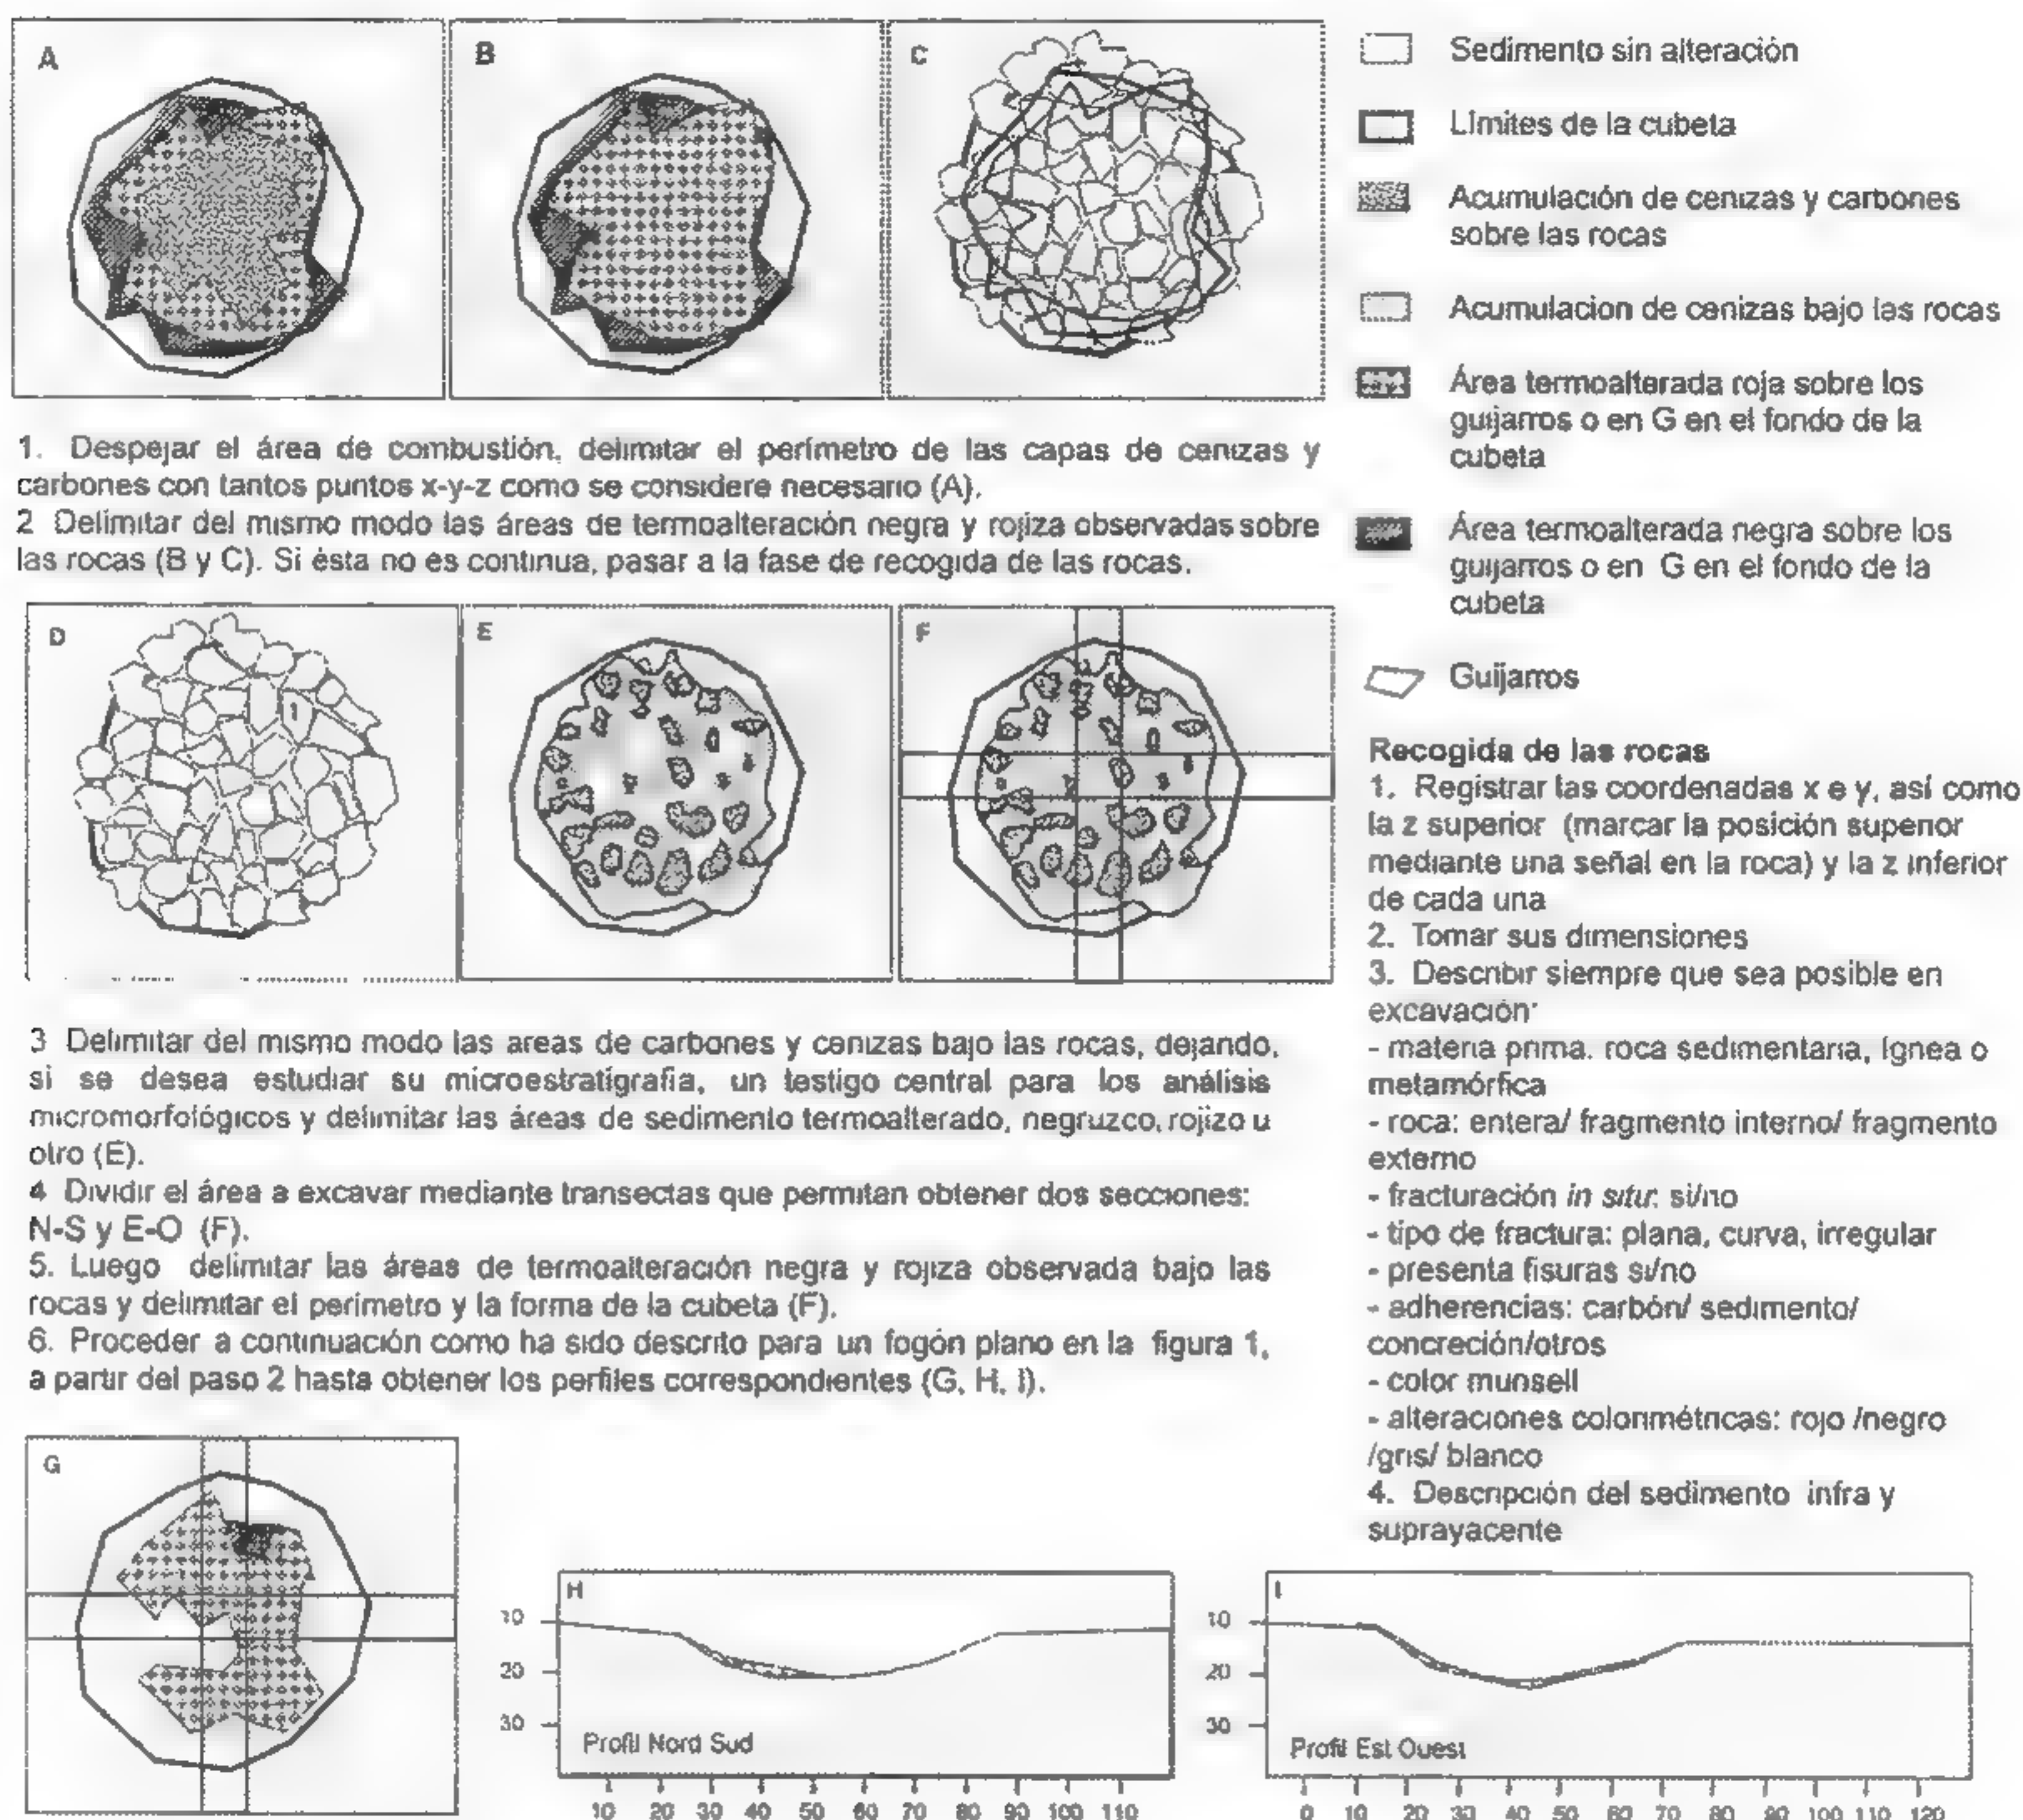 A
B
C
Sedimento sin alteración
Límites de la cubeta
Acumulación de cenizas y carbones
sobre las rocas
Acumulacion de cenizas bajo las rocas
Área termoalterada roja sobre los
guijarros o en G en el fondo de la
cubeta
Área termoalterada negra sobre los
guijarros o en G en el fondo de la
cubeta
Guijarros
1. Despejar el área de combustión, delimitar el perímetro de las capas de cenizas y
carbones con tantos puntos x-y-z como se considere necesario (A).
2 Delimitar del mismo modo las áreas de termoalteración negra y rojiza observadas sobre
las rocas (B y C). Si ésta no es continua, pasar a la fase de recogida de las rocas.
D
1
E
F
Recogida de las rocas
1. Registrar las coordenadas x e y, así como
la z superior (marcar la posición superior
mediante una señal en la roca) y la z inferior
de cada una
2. Tomar sus dimensiones
3. Describir siempre que sea posible en
excavación:
- materia prima. roca sedimentaria, ígnea o
metamórfica
- roca: entera/ fragmento interno/ fragmento
externo
- fracturación in situ: si/no
- tipo de fractura: plana, curva, irregular
- presenta fisuras si/no
- adherencias: carbón/ sedimento/
concreción/otros
- color munsell
- alteraciones colorimétricas: rojo /negro
/gris/ blanco
4. Descripción del sedimento infra y
suprayacente
3 Delimitar del mismo modo las areas de carbones y cenizas bajo las rocas, dejando,
si se desea estudiar su microestratigrafía, un testigo central para los análisis
micromorfológicos y delimitar las áreas de sedimento termoalterado, negruzco, rojizo u
otro (E).
4 Dividir el área a excavar mediante transectas que permitan obtener dos secciones:
N-S y E-O (F).
5. Luego delimitar las áreas de termoalteración negra y rojiza observada bajo las
rocas y delimitar el perímetro y la forma de la cubeta (F).
6. Proceder a continuación como ha sido descrito para un fogón plano en la figura 1,
a partir del paso 2 hasta obtener los perfiles correspondientes (G, H, I).
G
H
10
20
30
Profil Nord Sud
10 20 30 40 50 60 70 80 90 100 110
I
10
20
30
Profil Est Ouest
0 10 20 30 40 50 60 70 80 90 100 110 120